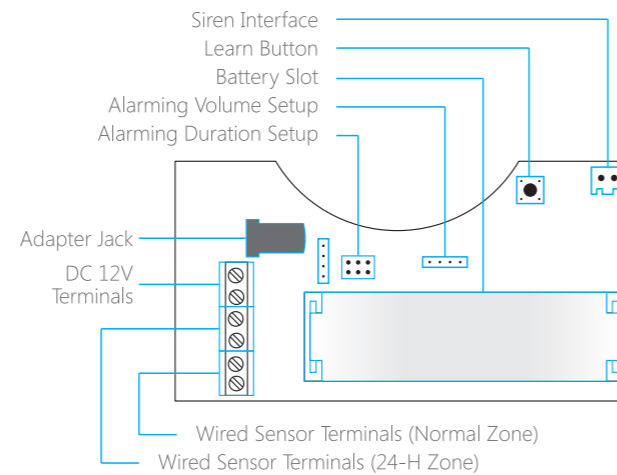 Siren Interface
Learn Button
Battery Slot
Alarming Volume Setup
Alarming Duration Setup
Adapter Jack
DC 12V
Terminals
Wired Sensor Terminals (Normal Zone)
Wired Sensor Terminals (24-H Zone)